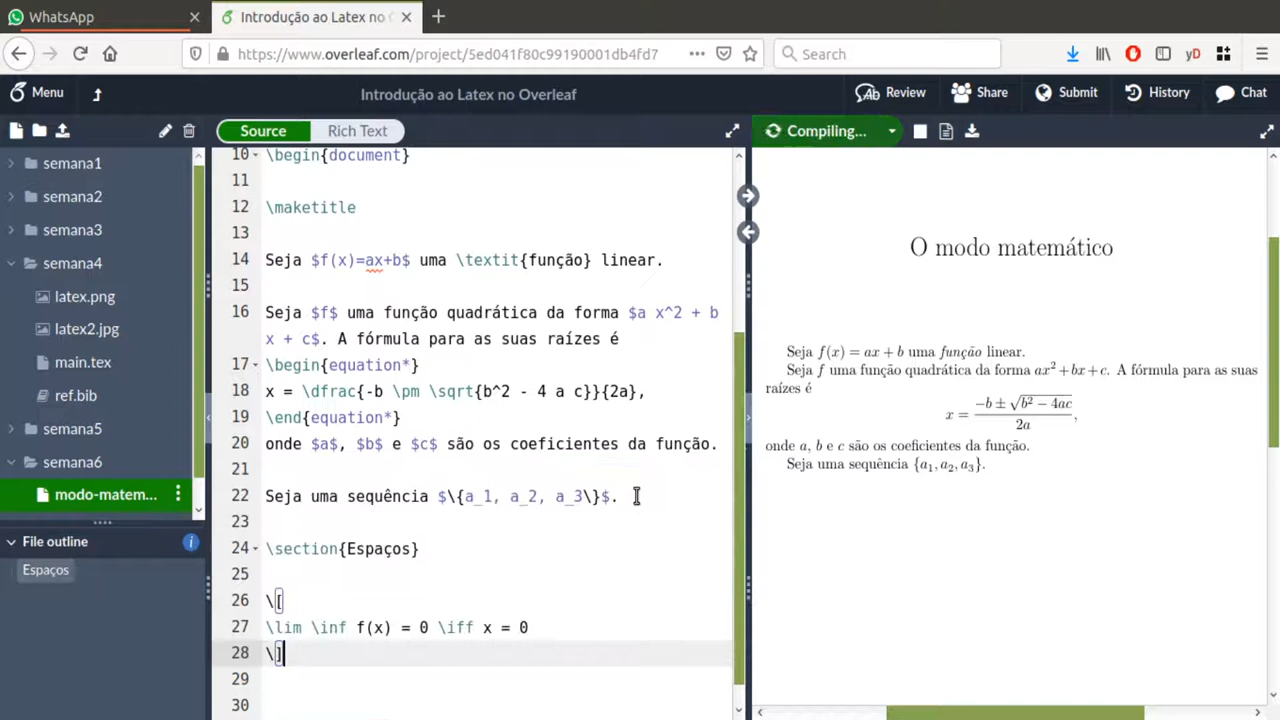 WhatsApp
Introdução ao Latex no
https://www.overleaf.com/project/5ed041f80c99190001db4fd7
Search
yD
Menu
Introdução ao Latex no Overleaf
Review
Share
Submit
History
Chat
Source
Rich Text
Compiling...
semana1
semana2
semana3
semana4
latex.png
latex2.jpg
main.tex
ref.bib
semana5
semana6
modo-matem...
File outline
Espaços
10 \begin{document}
11
12 \maketitle
13
14 Seja $f(x)=ax+b$ uma \textit{função} linear.
15
16 Seja $f$ uma função quadrática da forma $a x^2 + b
x + c$. A fórmula para as suas raízes é
17 \begin{equation*}
18 x = \dfrac{-b \pm \sqrt{b^2 - 4 a c}}{2a},
19 \end{equation*}
20 onde $a$, $b$ e $c$ são os coeficientes da função.
21
22 Seja uma sequência $\{a_1, a_2, a_3\}$.
23
24 \section{Espaços}
25
26 \[
27 \lim \inf f(x) = 0 \iff x = 0
28 \]
29
30
O modo matemático
Seja f(x) = ax + b uma função linear.
Seja f uma função quadrática da forma ax² + bx + c. A fórmula para as suas
raízes é
x = (−b ± √(b² − 4ac))/(2a),
onde a, b e c são os coeficientes da função.
Seja uma sequência {a₁, a₂, a₃}.